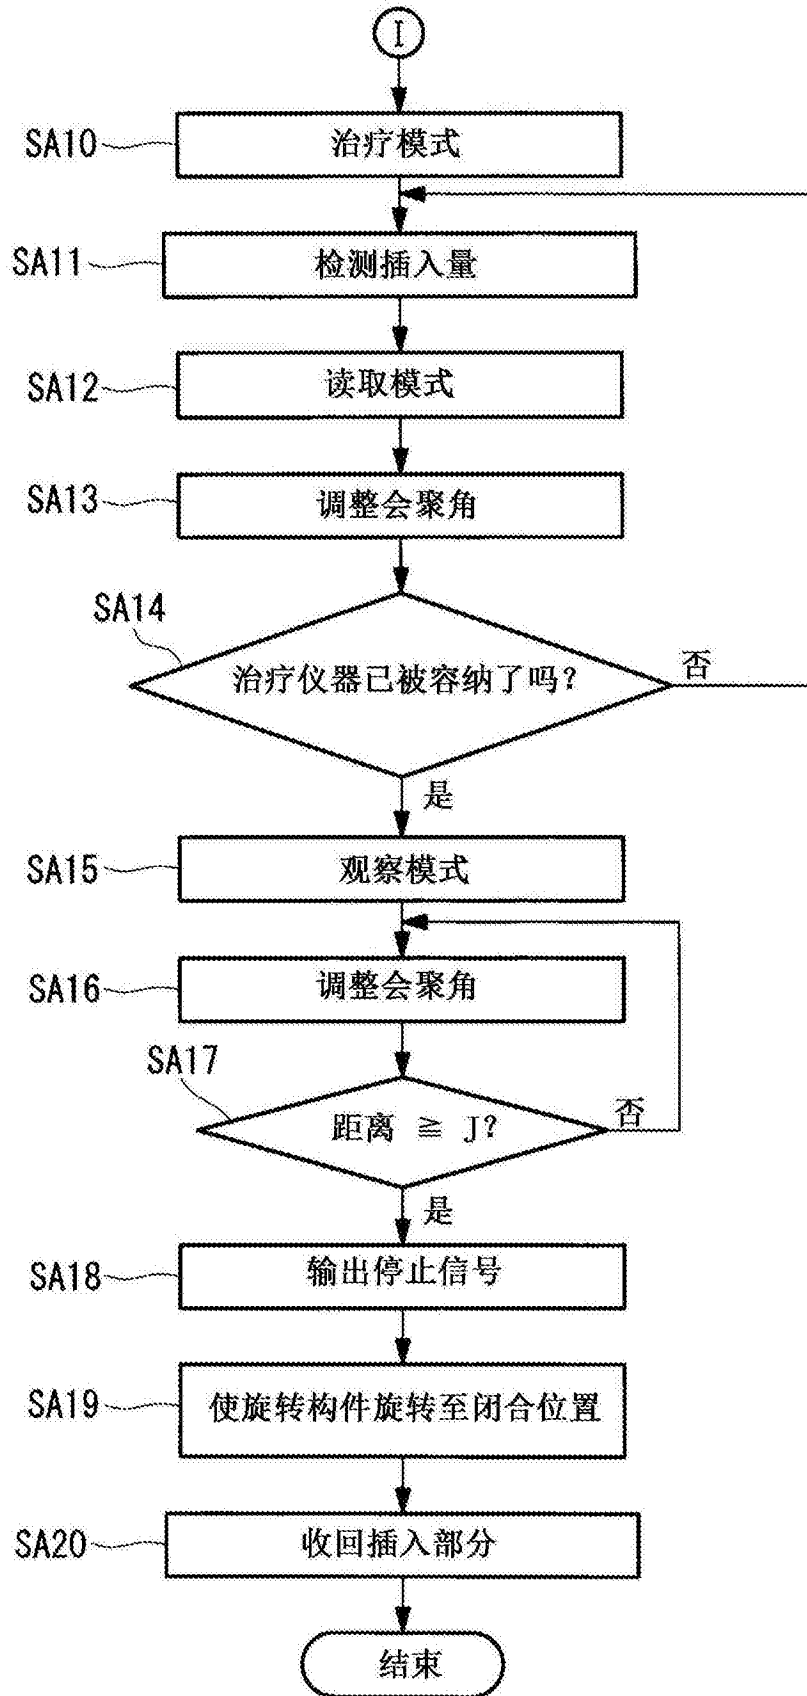 I
SA10 治疗模式
SA11 检测插入量
SA12 读取模式
SA13 调整会聚角
SA14
治疗仪器已被容纳了吗？ 否
是
SA15 观察模式
SA16 调整会聚角
SA17
距离 ≧ J？ 否
是
SA18 输出停止信号
SA19 使旋转构件旋转至闭合位置
SA20 收回插入部分
结束